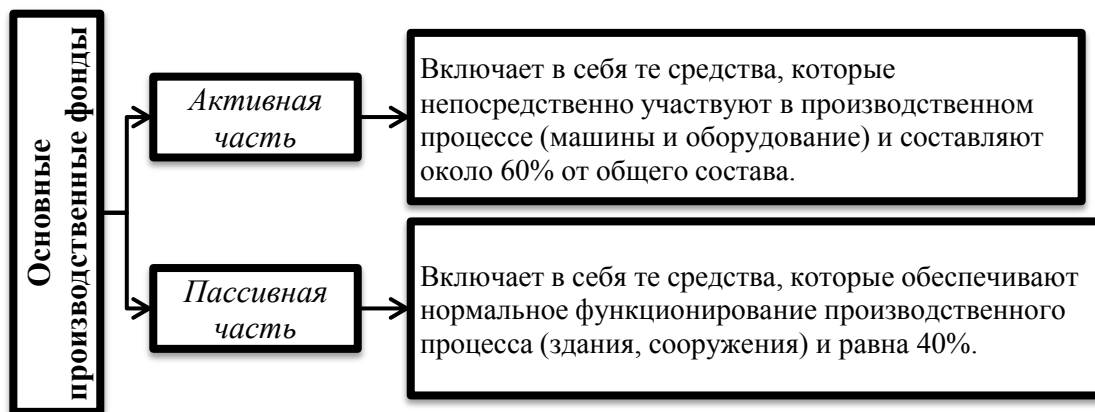 Основные
производственные фонды
Активная
часть
Включает в себя те средства, которые
непосредственно участвуют в производственном
процессе (машины и оборудование) и составляют
около 60% от общего состава.
Пассивная
часть
Включает в себя те средства, которые обеспечивают
нормальное функционирование производственного
процесса (здания, сооружения) и равна 40%.